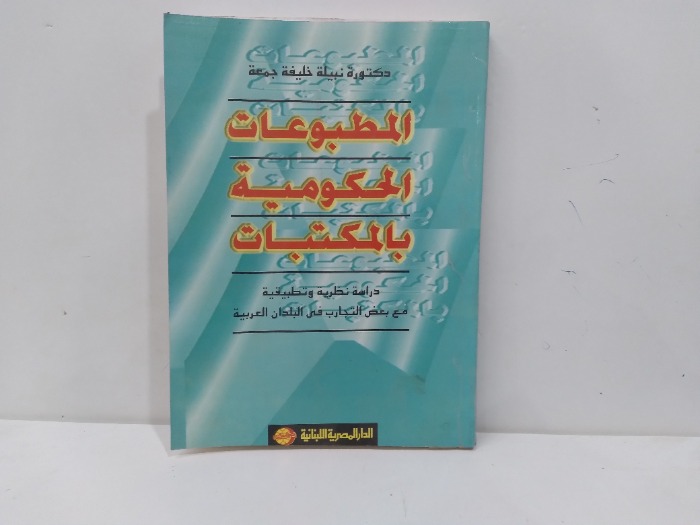 دكتورة نبيلة خليفة جمعة
المطبوعات
الحكومية
بالمكتبات
دراسة نظرية وتطبيقية
مع بعض التجارب فى البلدان العربية
الدار المصرية اللبنانية